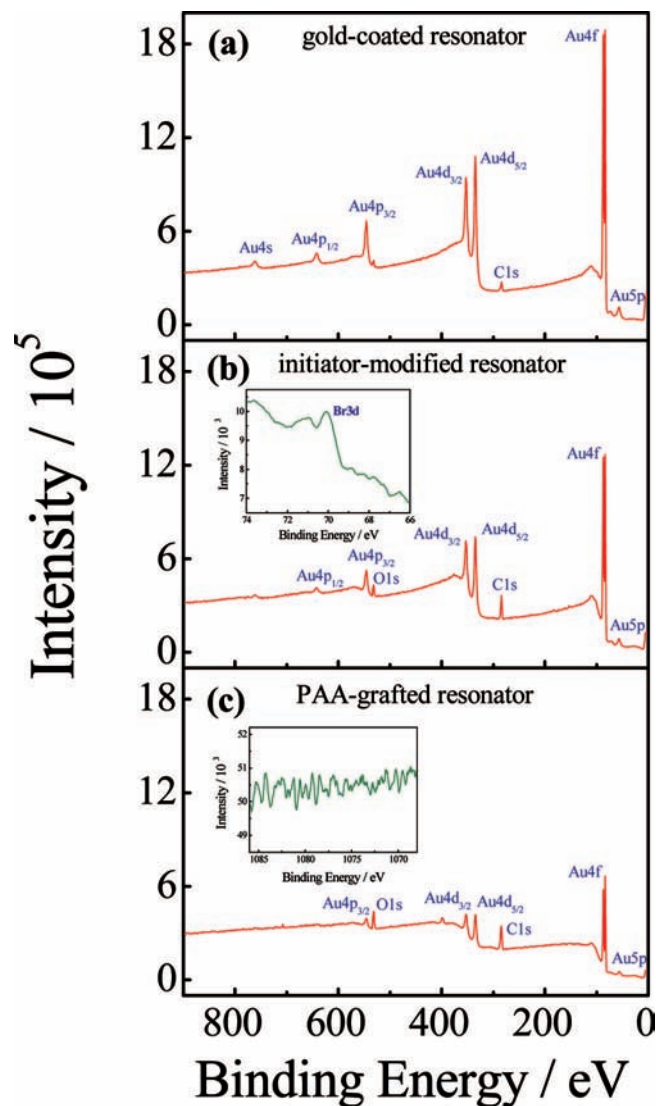 Intensity / 10^5
(a) gold-coated resonator
18
12
6
0
Au4s
Au4p1/2
Au4p3/2
Au4d3/2
Au4d5/2
C1s
Au4f
Au5p
(b) initiator-modified resonator
18
12
6
0
Intensity / 10^3
10
9
8
7
Br3d
74 72 70 68 66
Binding Energy / eV
Au4p1/2
Au4p3/2
O1s
Au4d3/2
Au4d5/2
C1s
Au4f
Au5p
(c) PAA-grafted resonator
18
12
6
0
Intensity / 10^3
52
51
50
49
1085 1080 1075 1070
Binding Energy / eV
Au4p3/2
O1s
Au4d3/2
Au4d5/2
C1s
Au4f
Au5p
800 600 400 200 0
Binding Energy / eV